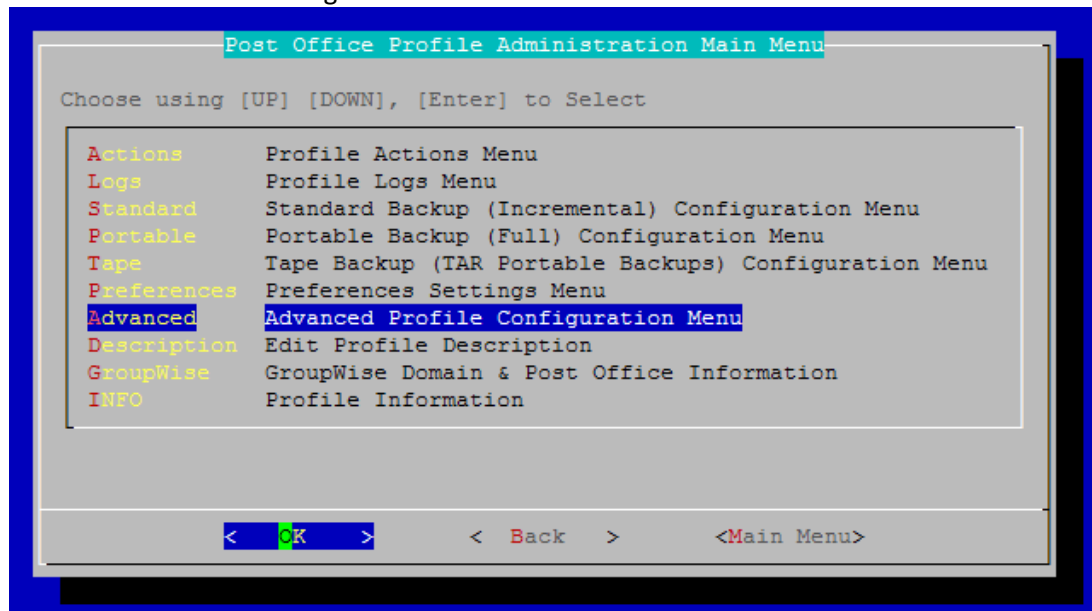 Post Office Profile Administration Main Menu
Choose using [UP] [DOWN], [Enter] to Select
Actions Profile Actions Menu
Logs Profile Logs Menu
Standard Standard Backup (Incremental) Configuration Menu
Portable Portable Backup (Full) Configuration Menu
Tape Tape Backup (TAR Portable Backups) Configuration Menu
Preferences Preferences Settings Menu
Advanced Advanced Profile Configuration Menu
Description Edit Profile Description
GroupWise GroupWise Domain & Post Office Information
INFO Profile Information
< OK > < Back > <Main Menu>